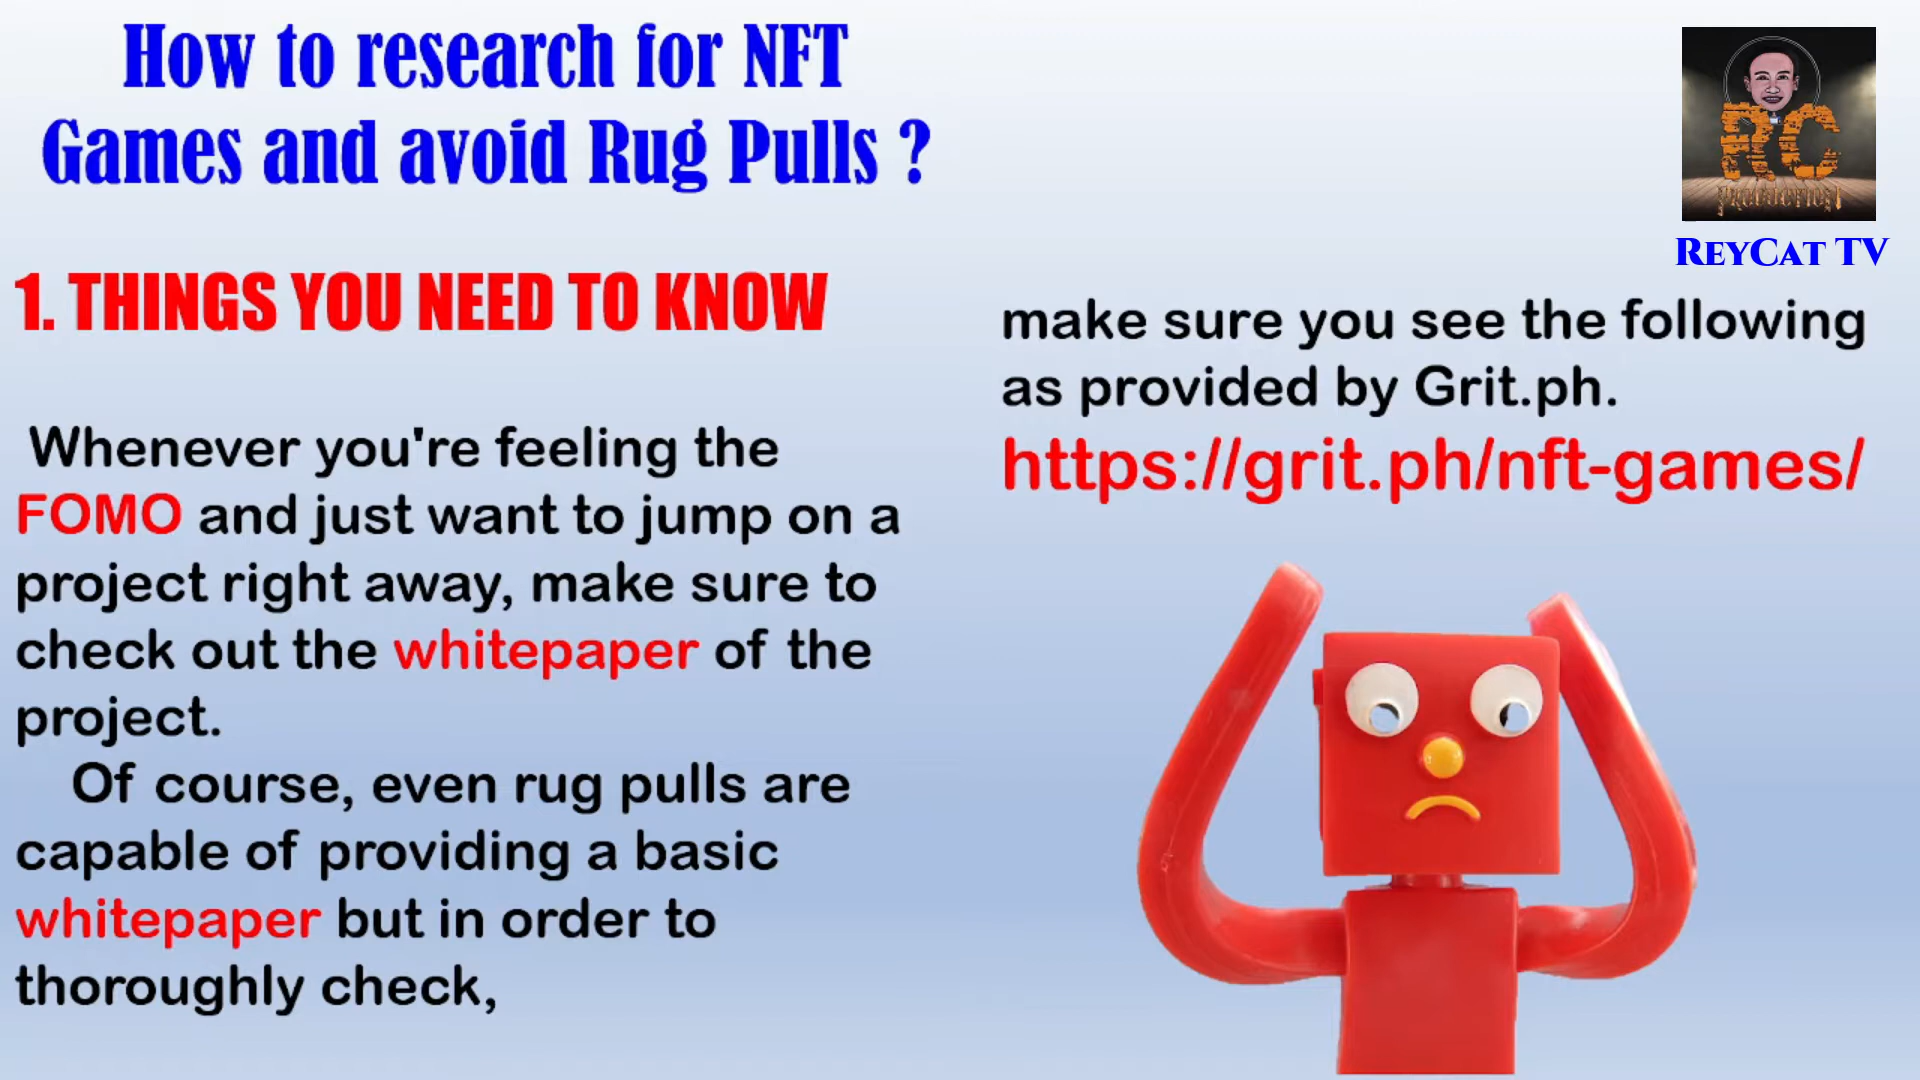 How to research for NFT
Games and avoid Rug Pulls ?
1. THINGS YOU NEED TO KNOW
Whenever you're feeling the
FOMO and just want to jump on a
project right away, make sure to
check out the whitepaper of the
project.
Of course, even rug pulls are
capable of providing a basic
whitepaper but in order to
thoroughly check,
RC
PRODUCTION
REYCAT TV
make sure you see the following
as provided by Grit.ph.
https://grit.ph/nft-games/